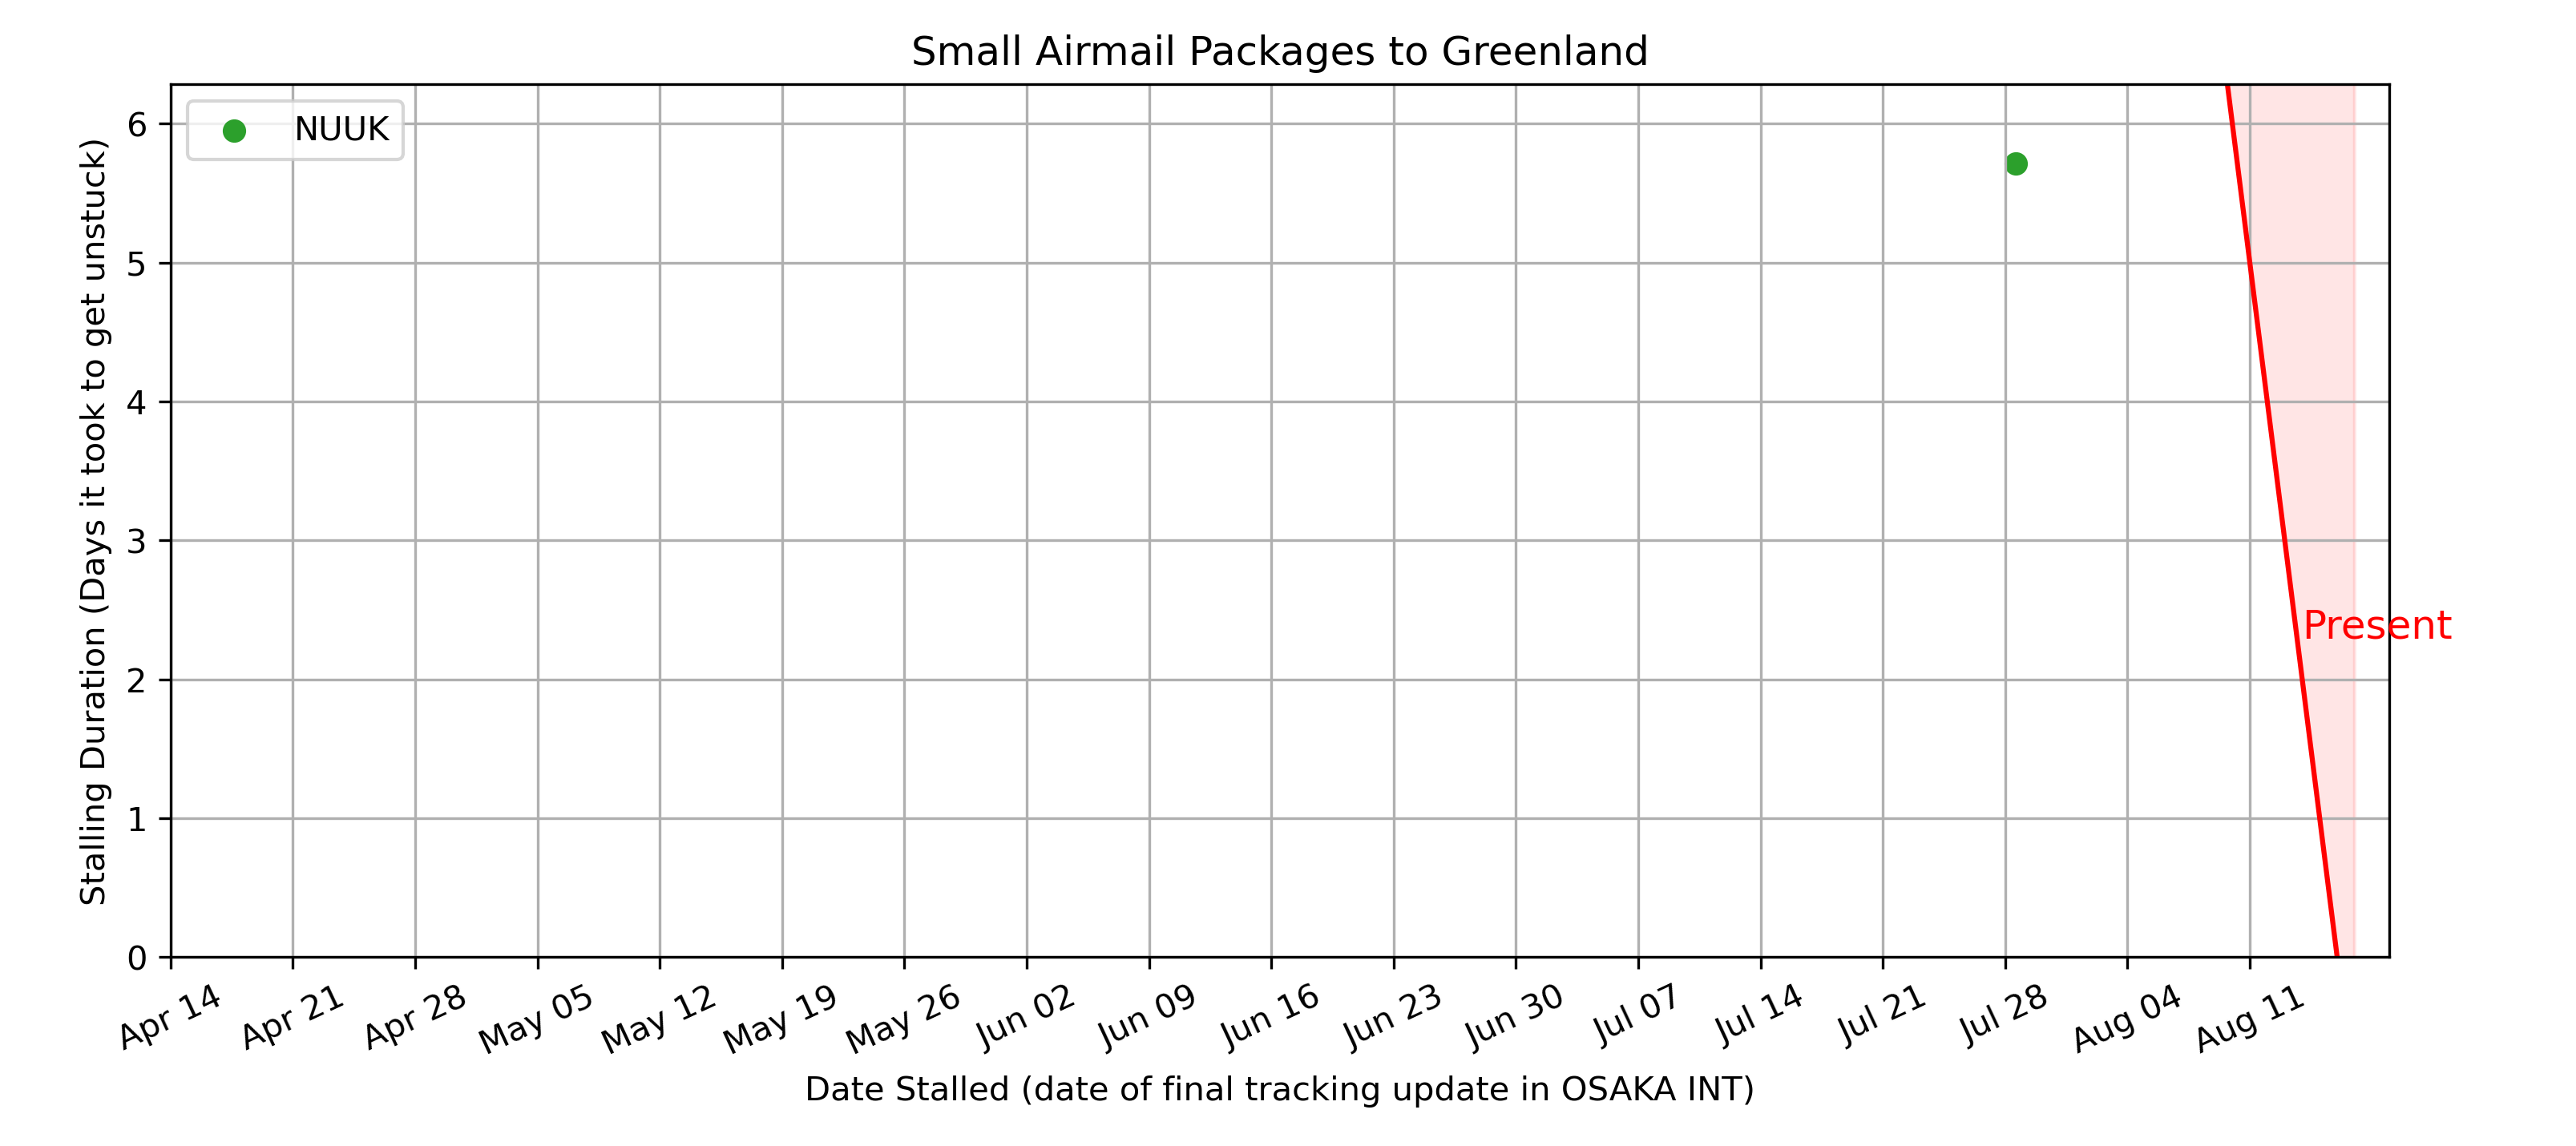 Small Airmail Packages to Greenland
NUUK
Stalling Duration (Days it took to get unstuck)
6
5
4
3
2
1
0
Present
Apr 14
Apr 21
Apr 28
May 05
May 12
May 19
May 26
Jun 02
Jun 09
Jun 16
Jun 23
Jun 30
Jul 07
Jul 14
Jul 21
Jul 28
Aug 04
Aug 11
Date Stalled (date of final tracking update in OSAKA INT)